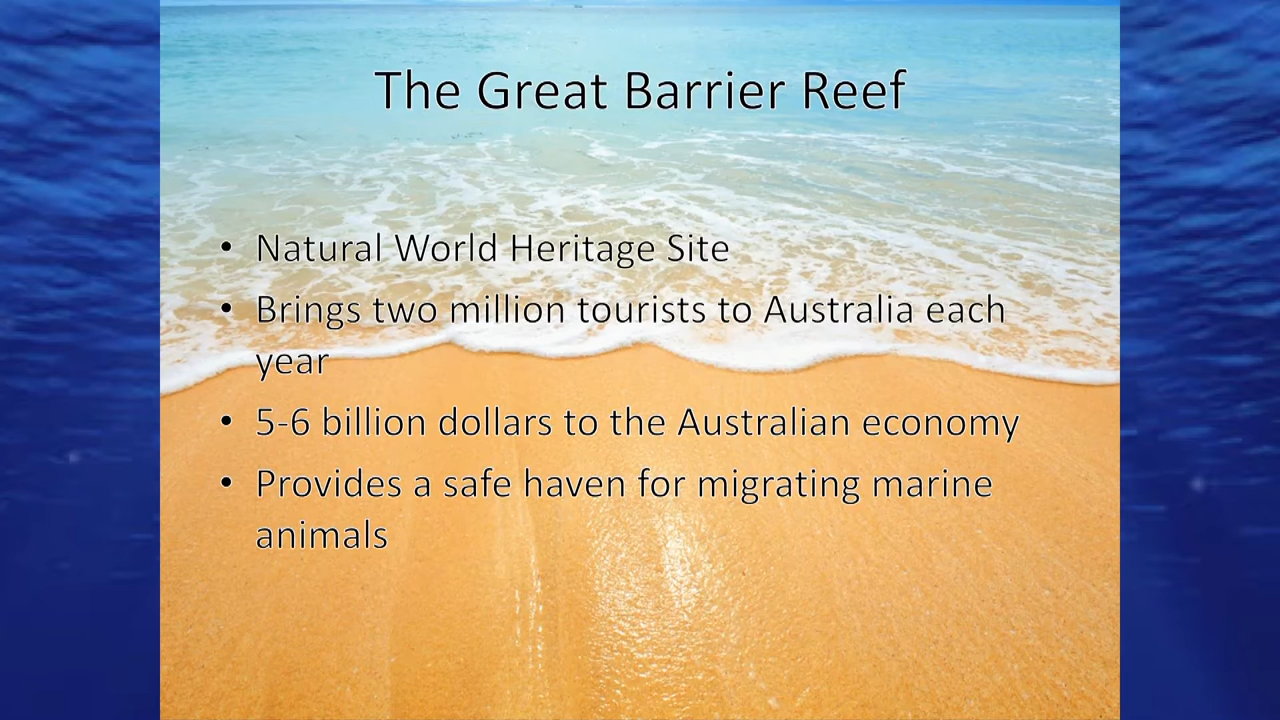 The Great Barrier Reef
• Natural World Heritage Site
• Brings two million tourists to Australia each
year
• 5-6 billion dollars to the Australian economy
• Provides a safe haven for migrating marine
animals